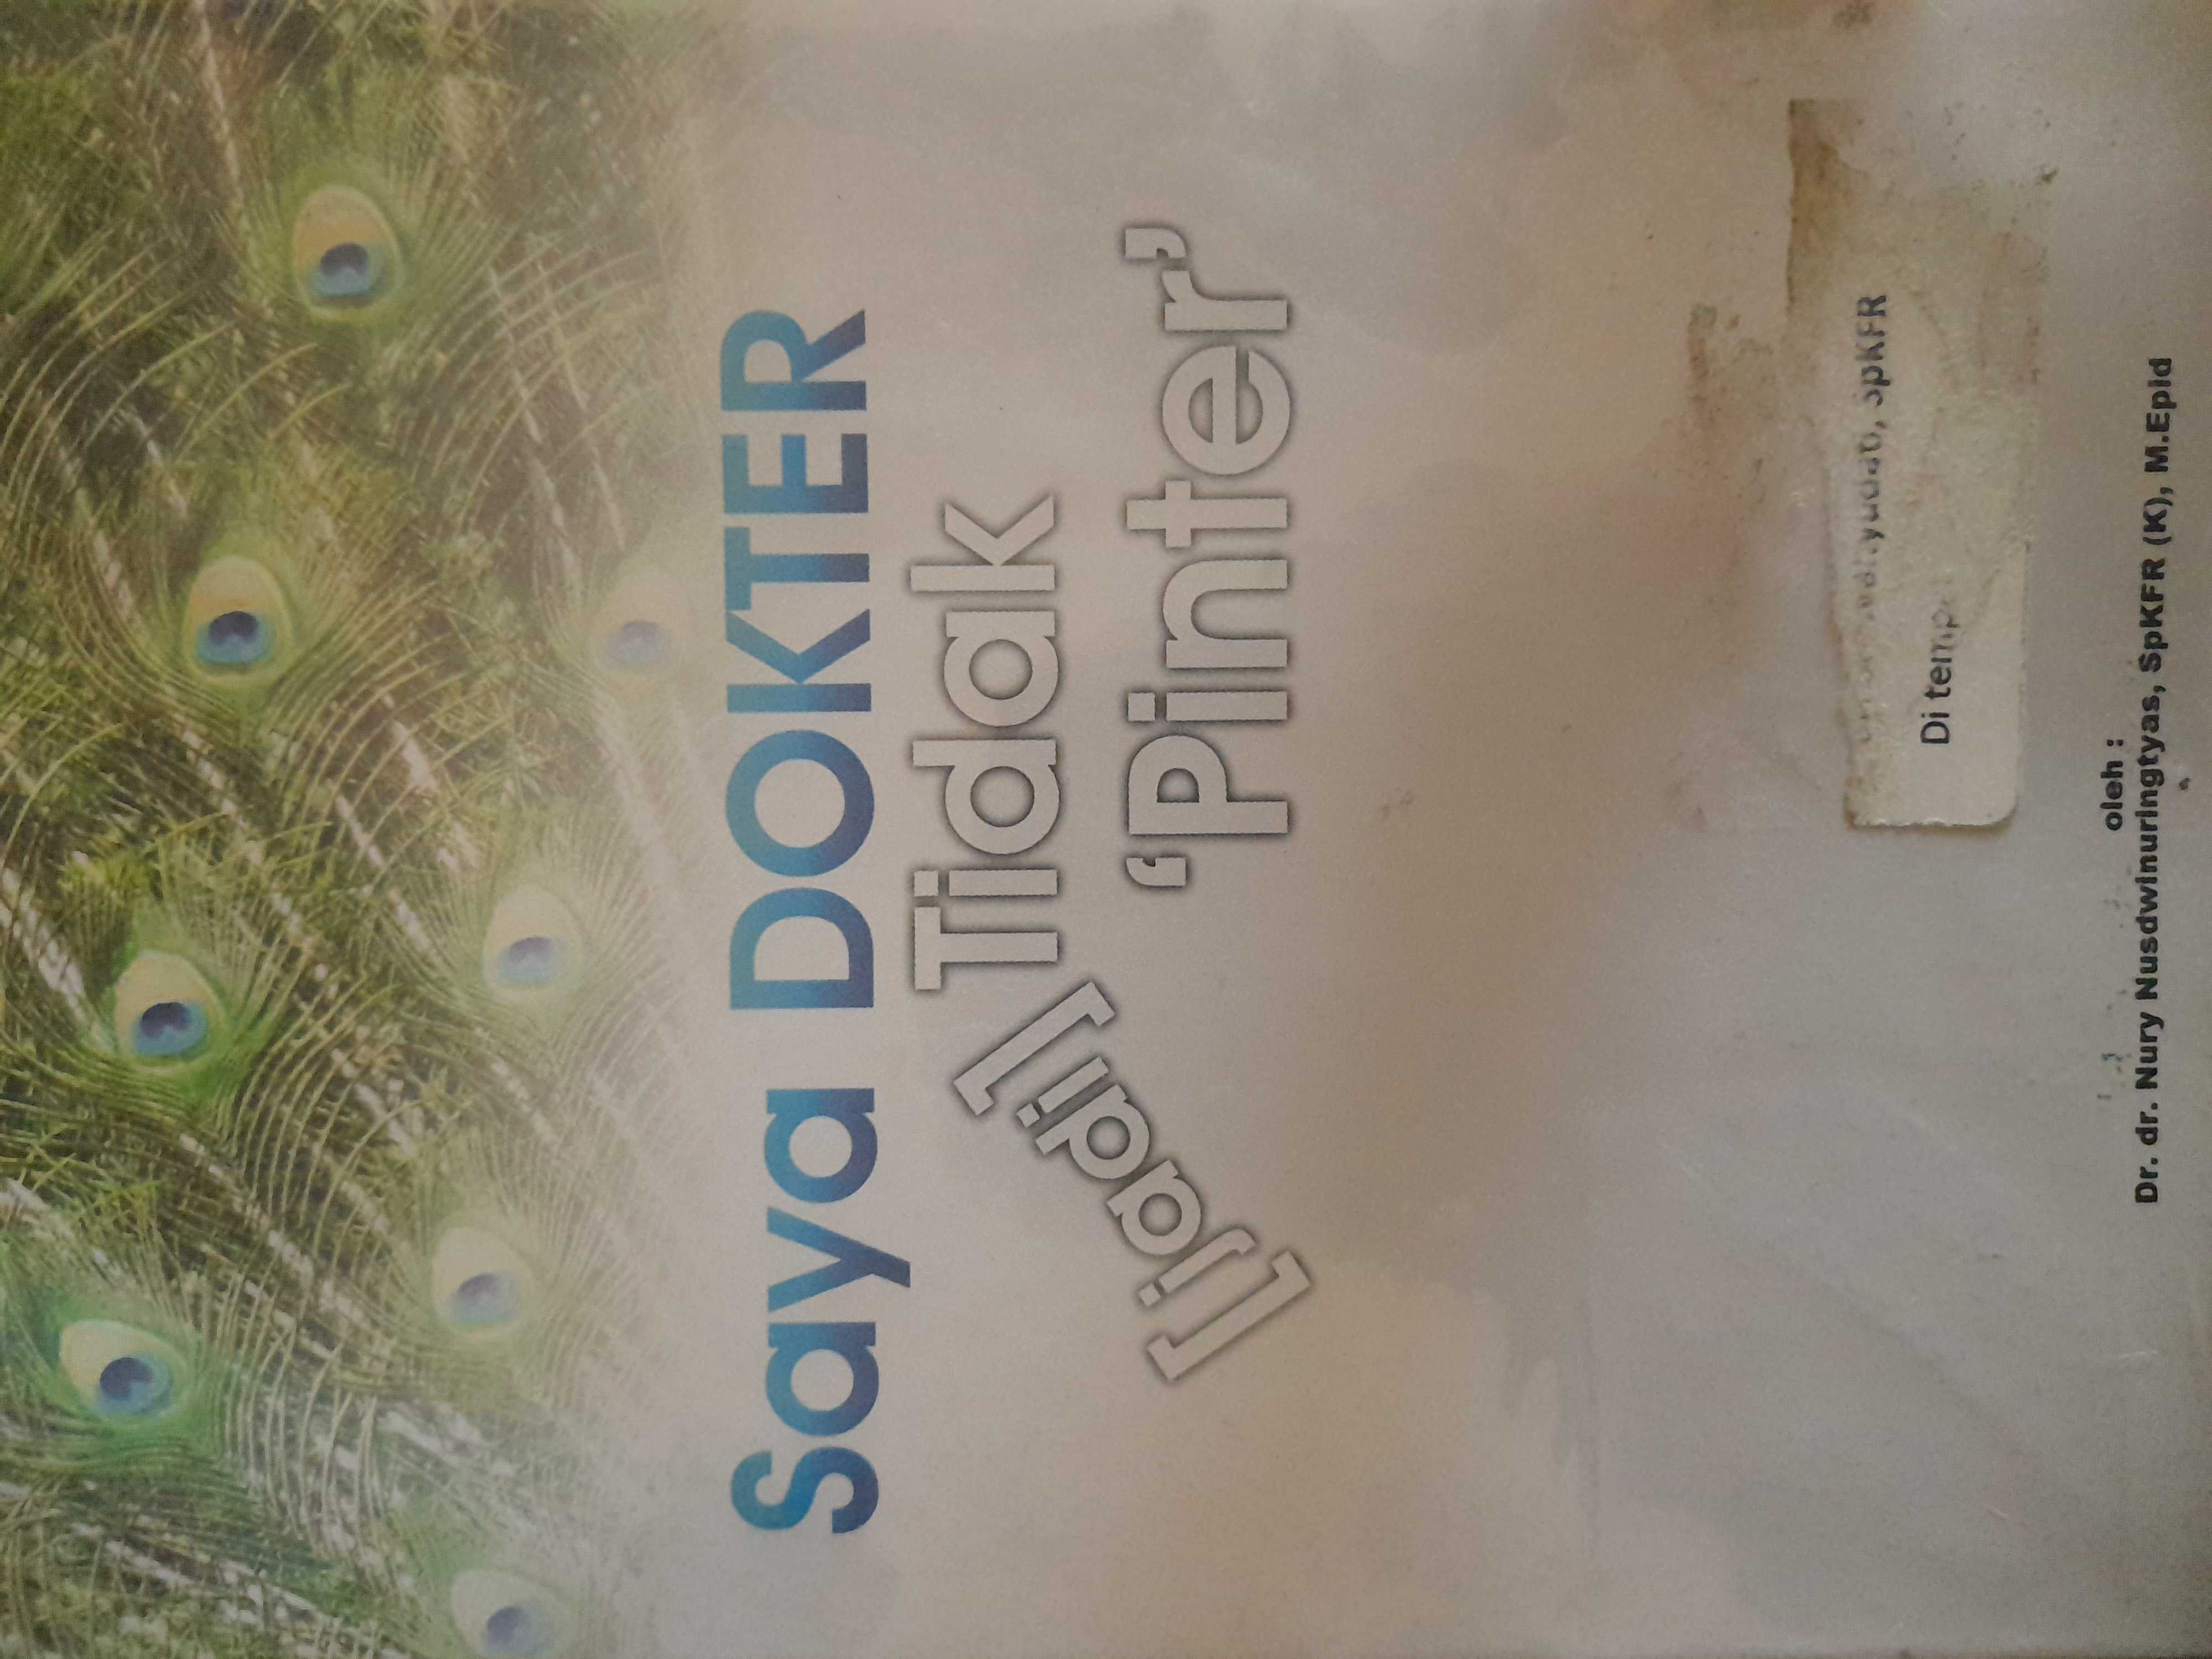 Saya DOKTER
Tidak
[jadi] 'Pinter'
SpKFR
Di temp
oleh :
Dr. dr. Nury Nusdwinuringtyas, SpKFR (K), M.Epid